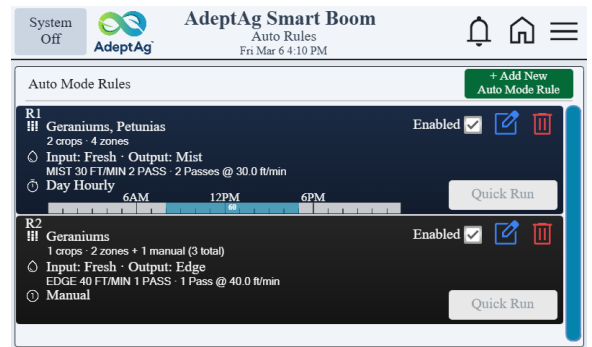 System
Off
AdeptAg
AdeptAg Smart Boom
Auto Rules
Fri Mar 6 4:10 PM
Auto Mode Rules
+ Add New
Auto Mode Rule
R1
Geraniums, Petunias
2 crops · 4 zones
Enabled
Input: Fresh · Output: Mist
MIST 30 FT/MIN 2 PASS · 2 Passes @ 30.0 ft/min
Day Hourly
6AM 12PM 6PM
60
Quick Run
R2
Geraniums
1 crops · 2 zones + 1 manual (3 total)
Enabled
Input: Fresh · Output: Edge
EDGE 40 FT/MIN 1 PASS · 1 Pass @ 40.0 ft/min
1 Manual
Quick Run